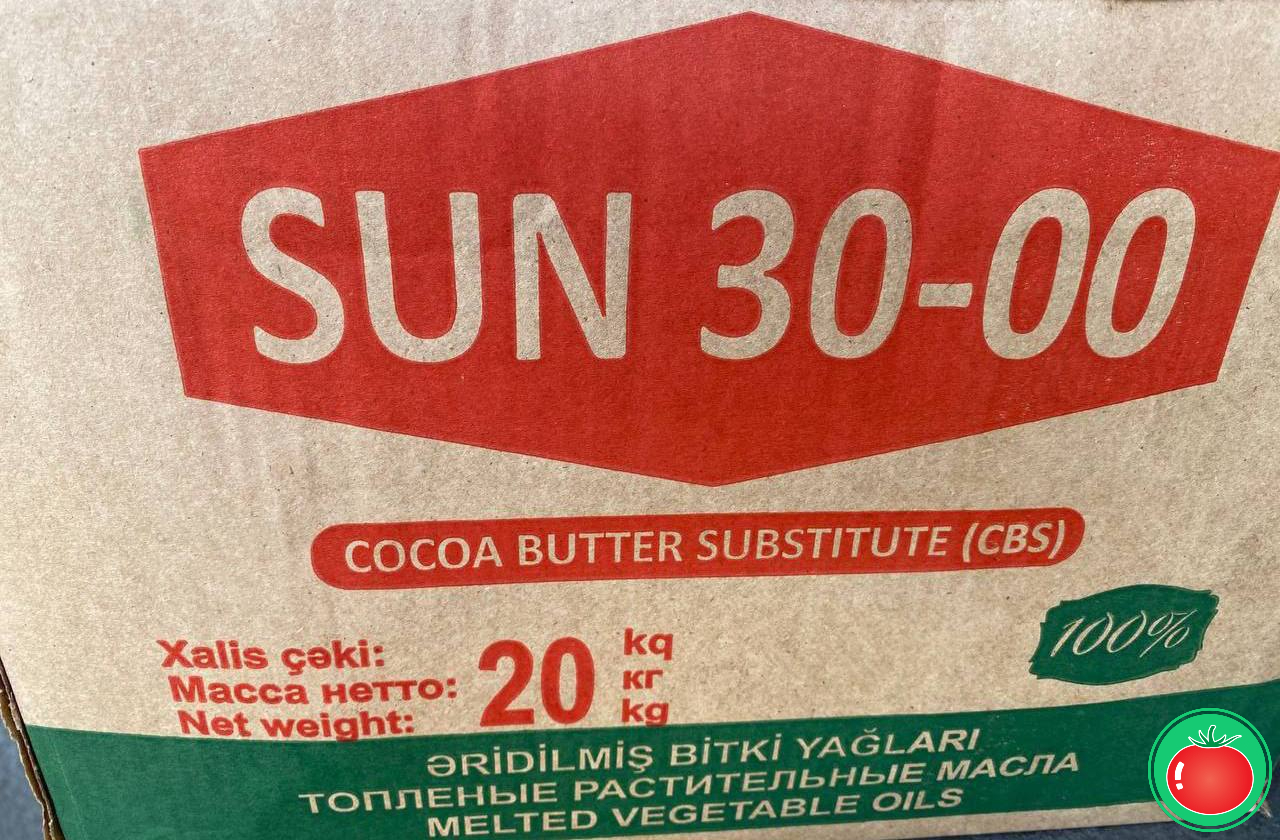 SUN 30-00
COCOA BUTTER SUBSTITUTE (CBS)
100%
Xalis çəki: 20 kq
Масса нетто: кг
Net weight: kg
ƏRİDİLMİŞ BİTKİ YAĞLARI
ТОПЛЕНЫЕ РАСТИТЕЛЬНЫЕ МАСЛА
MELTED VEGETABLE OILS